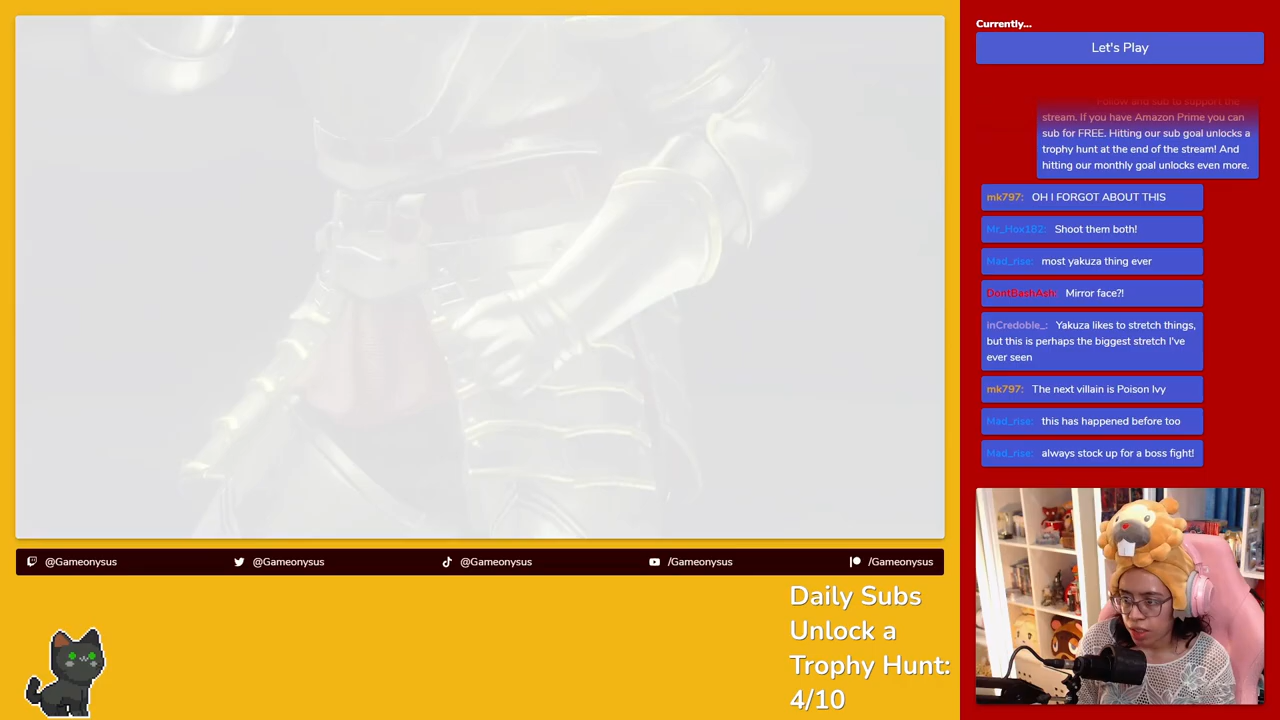 Currently...
Let's Play
Follow and sub to support the
stream. If you have Amazon Prime you can
sub for FREE. Hitting our sub goal unlocks a
trophy hunt at the end of the stream! And
hitting our monthly goal unlocks even more.
mk797: OH I FORGOT ABOUT THIS
Mr_Hox182: Shoot them both!
Mad_rise: most yakuza thing ever
DontBashAsh: Mirror face?!
inCredoble_: Yakuza likes to stretch things,
but this is perhaps the biggest stretch I've
ever seen
mk797: The next villain is Poison Ivy
Mad_rise: this has happened before too
Mad_rise: always stock up for a boss fight!
@Gameonysus @Gameonysus @Gameonysus /Gameonysus /Gameonysus
Daily Subs
Unlock a
Trophy Hunt:
4/10